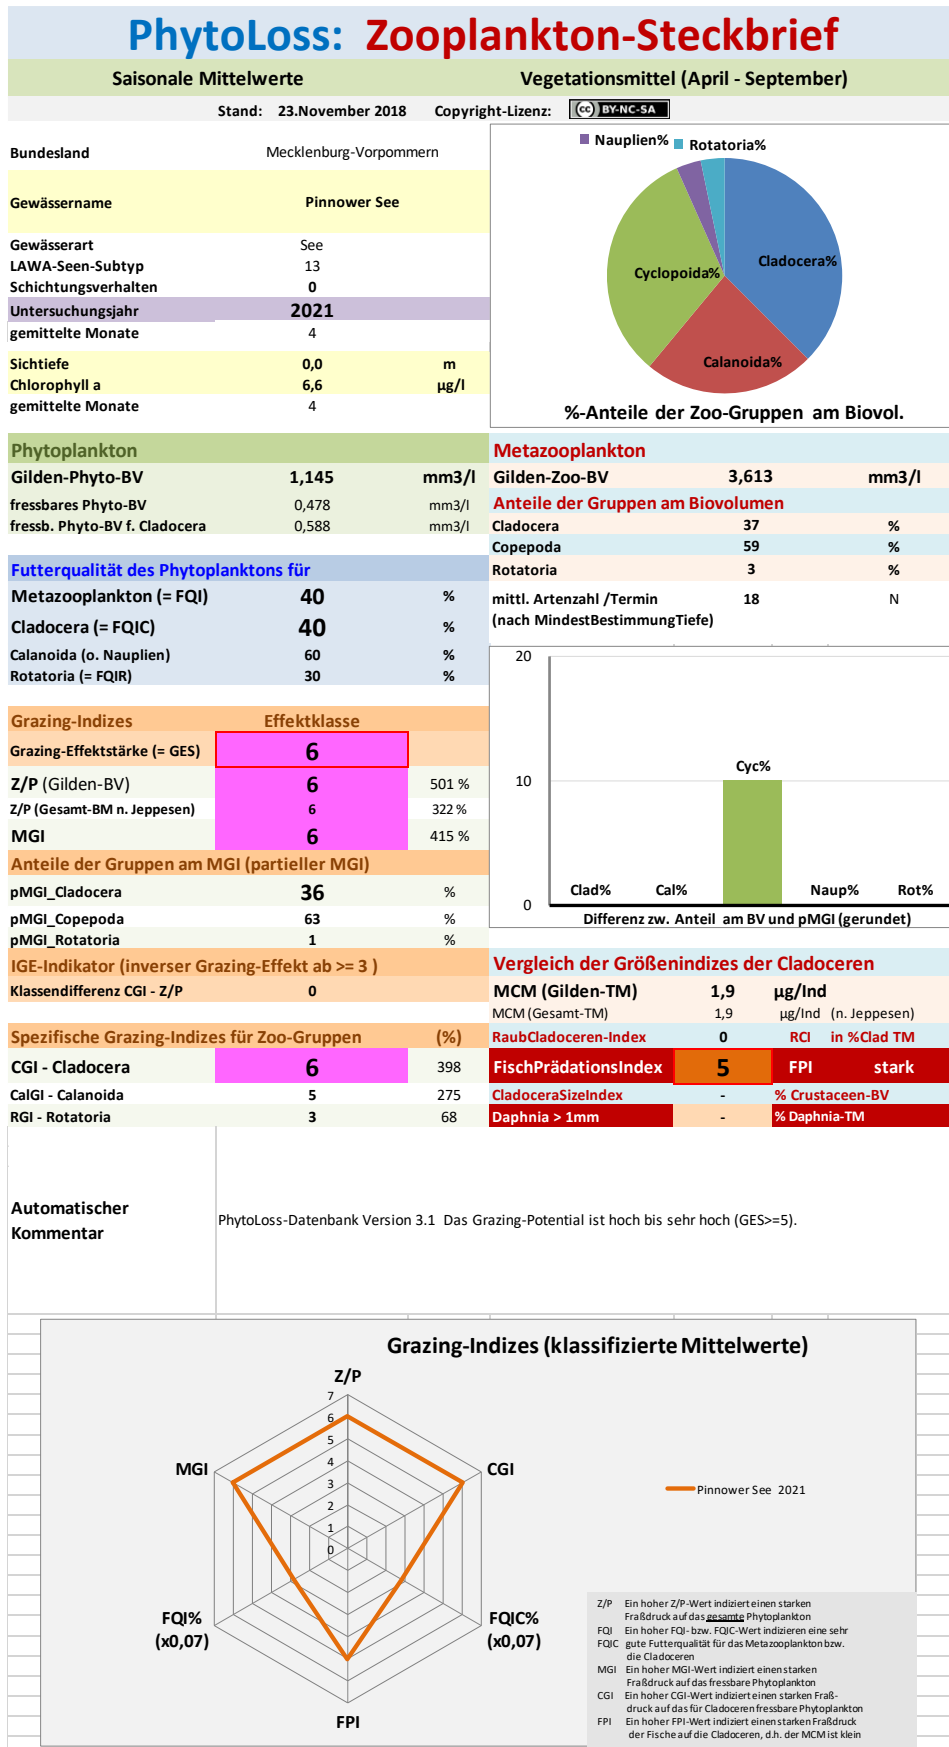 PhytoLoss: Zooplankton-Steckbrief
Saisonale Mittelwerte Vegetationsmittel (April - September)
Stand: 23.November 2018 Copyright-Lizenz: cc BY-NC-SA
Bundesland Mecklenburg-Vorpommern
Gewässername Pinnower See
Gewässerart See
LAWA-Seen-Subtyp 13
Schichtungsverhalten 0
Untersuchungsjahr 2021
gemittelte Monate 4
Sichtiefe 0,0 m
Chlorophyll a 6,6 µg/l
gemittelte Monate 4
Nauplien% Rotatoria%
Cladocera%
Cyclopoida%
Calanoida%
%-Anteile der Zoo-Gruppen am Biovol.
Phytoplankton
Gilden-Phyto-BV 1,145 mm3/l
fressbares Phyto-BV 0,478 mm3/l
fressb. Phyto-BV f. Cladocera 0,588 mm3/l
Metazooplankton
Gilden-Zoo-BV 3,613 mm3/l
Anteile der Gruppen am Biovolumen
Cladocera 37 %
Copepoda 59 %
Rotatoria 3 %
mittl. Artenzahl /Termin 18 N
(nach MindestBestimmungTiefe)
Futterqualität des Phytoplanktons für
Metazooplankton (= FQI) 40 %
Cladocera (= FQIC) 40 %
Calanoida (o. Nauplien) 60 %
Rotatoria (= FQIR) 30 %
20
10
0
Cyc%
Clad% Cal% Naup% Rot%
Differenz zw. Anteil am BV und pMGI (gerundet)
Grazing-Indizes Effektklasse
Grazing-Effektstärke (= GES) 6
Z/P (Gilden-BV) 6 501 %
Z/P (Gesamt-BM n. Jeppesen) 6 322 %
MGI 6 415 %
Anteile der Gruppen am MGI (partieller MGI)
pMGI_Cladocera 36 %
pMGI_Copepoda 63 %
pMGI_Rotatoria 1 %
IGE-Indikator (inverser Grazing-Effekt ab >= 3 )
Klassendifferenz CGI - Z/P 0
Spezifische Grazing-Indizes für Zoo-Gruppen (%)
CGI - Cladocera 6 398
CalGI - Calanoida 5 275
RGI - Rotatoria 3 68
Vergleich der Größenindizes der Cladoceren
MCM (Gilden-TM) 1,9 µg/Ind
MCM (Gesamt-TM) 1,9 µg/Ind (n. Jeppesen)
RaubCladoceren-Index 0 RCI in %Clad TM
FischPrädationsIndex 5 FPI stark
CladoceraSizeIndex - % Crustaceen-BV
Daphnia > 1mm - % Daphnia-TM
Automatischer
Kommentar
PhytoLoss-Datenbank Version 3.1 Das Grazing-Potential ist hoch bis sehr hoch (GES>=5).
Grazing-Indizes (klassifizierte Mittelwerte)
Z/P
7
6
5
4
3
2
1
0
MGI CGI
FQI%
(x0,07)
FQIC%
(x0,07)
FPI
Pinnower See 2021
Z/P Ein hoher Z/P-Wert indiziert einen starken
Fraßdruck auf das gesamte Phytoplankton
FQI Ein hoher FQI- bzw. FQIC-Wert indizieren eine sehr
FQIC gute Futterqualität für das Metazooplankton bzw.
die Cladoceren
MGI Ein hoher MGI-Wert indiziert einen starken
Fraßdruck auf das fressbare Phytoplankton
CGI Ein hoher CGI-Wert indiziert einen starken Fraß-
druck auf das für Cladoceren fressbare Phytoplankton
FPI Ein hoher FPI-Wert indiziert einen starken Fraßdruck
der Fische auf die Cladoceren, d.h. der MCM ist klein